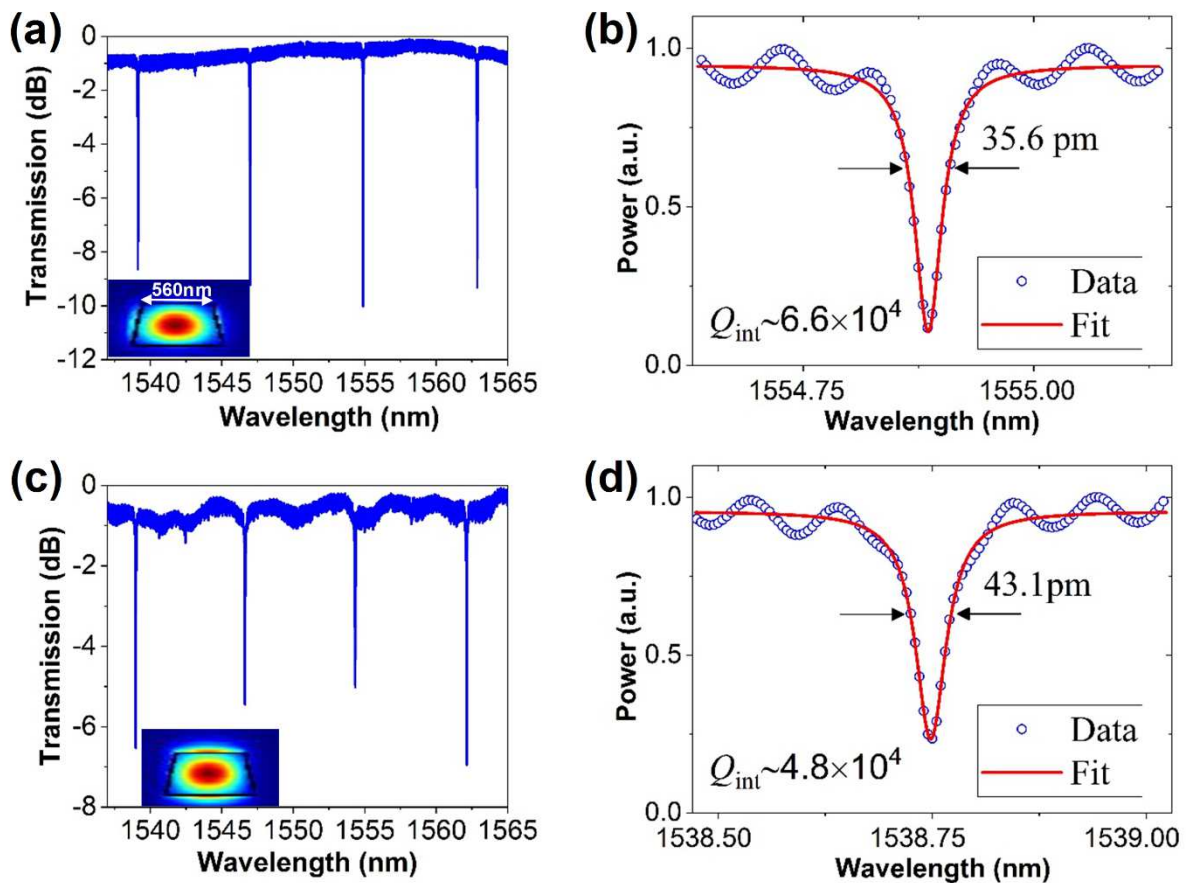 (a)
Transmission (dB)
0
-2
-4
-6
-8
-10
-12
560nm
1540 1545 1550 1555 1560 1565
Wavelength (nm)
(b)
Power (a.u.)
1.0
0.5
0.0
35.6 pm
Qint~6.6×10⁴
Data
Fit
1554.75 1555.00
Wavelength (nm)
(c)
Transmission (dB)
0
-2
-4
-6
-8
1540 1545 1550 1555 1560 1565
Wavelength (nm)
(d)
Power (a.u.)
1.0
0.5
0.0
43.1pm
Qint~4.8×10⁴
Data
Fit
1538.50 1538.75 1539.00
Wavelength (nm)